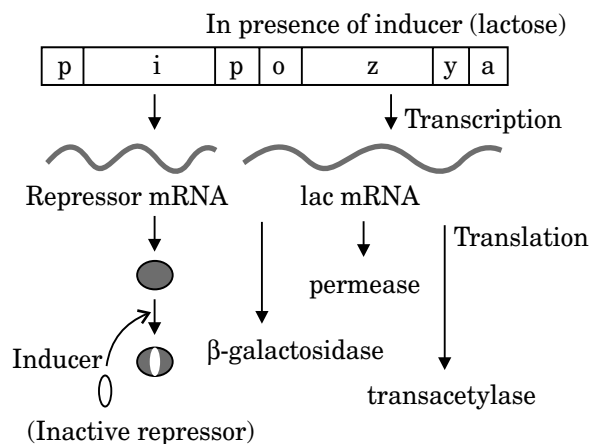 In presence of inducer (lactose)
p i p o z y a
Transcription
Repressor mRNA lac mRNA
Translation
permease
β-galactosidase
Inducer
transacetylase
(Inactive repressor)